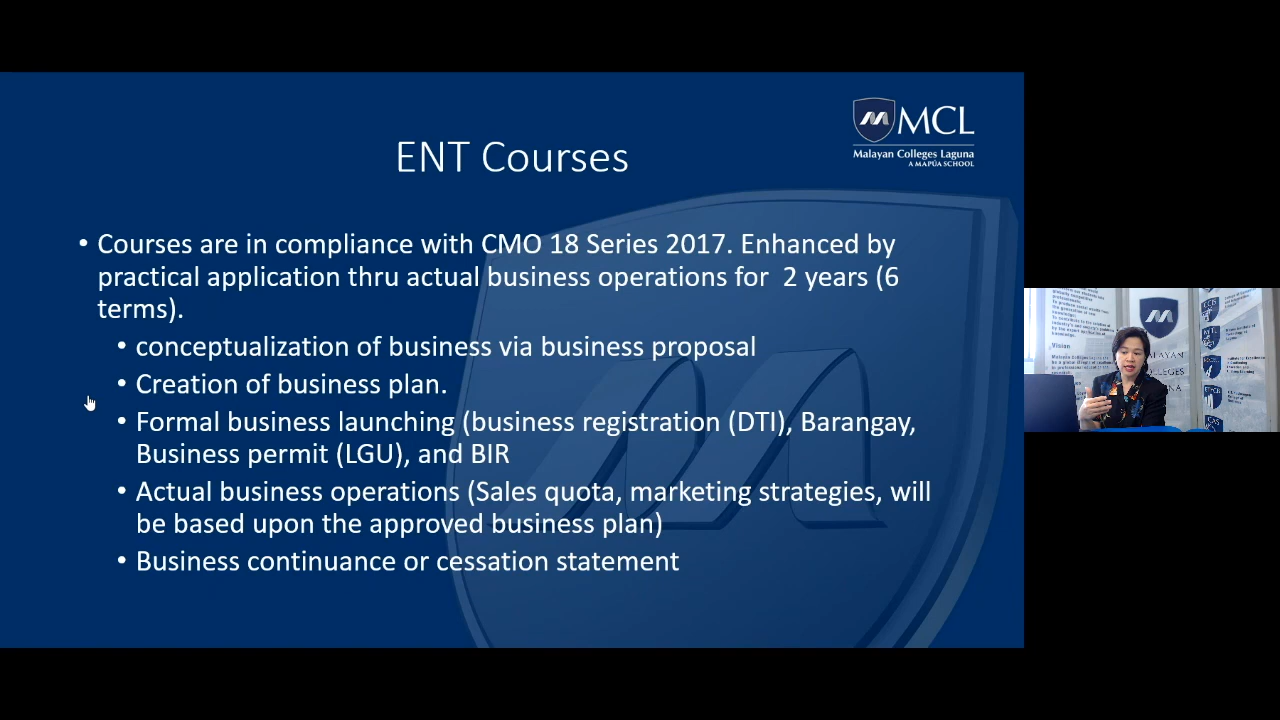 MCL
Malayan Colleges Laguna
A MAPÚA SCHOOL
ENT Courses
• Courses are in compliance with CMO 18 Series 2017. Enhanced by
practical application thru actual business operations for  2 years (6
terms).
• conceptualization of business via business proposal
• Creation of business plan.
• Formal business launching (business registration (DTI), Barangay,
Business permit (LGU), and BIR
• Actual business operations (Sales quota, marketing strategies, will
be based upon the approved business plan)
• Business continuance or cessation statement
Vision